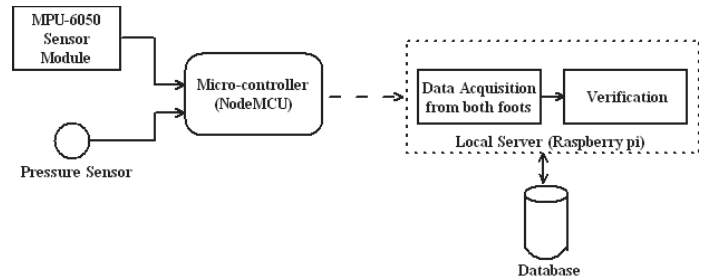 MPU-6050
Sensor
Module
Micro-controller
(NodeMCU)
Pressure Sensor
Data Acquisition
from both foots
Verification
Local Server (Raspberry pi)
Database